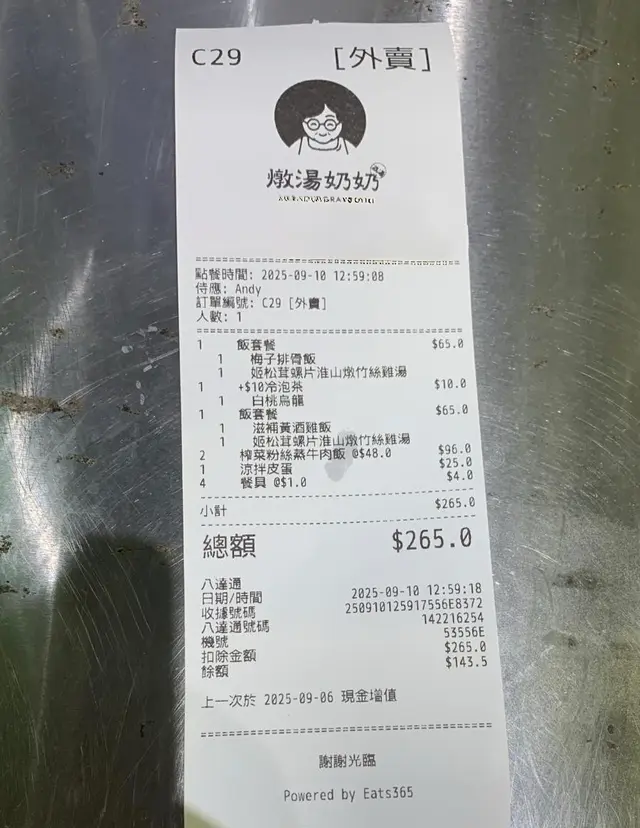 C29 [外賣]
燉湯奶奶
點餐時間: 2025-09-10 12:59:08
侍應: Andy
訂單編號: C29 [外賣]
人數: 1
1 飯套餐 $65.0
1 梅子排骨飯
1 姬松茸螺片淮山燉竹絲雞湯
1 +$10冷泡茶 $10.0
1 白桃烏龍
1 飯套餐 $65.0
1 滋補黃酒雞飯
1 姬松茸螺片淮山燉竹絲雞湯
2 榨菜粉絲蒸牛肉飯 @$48.0 $96.0
1 涼拌皮蛋 $25.0
4 餐具 @$1.0 $4.0
小計 $265.0
總額 $265.0
八達通
日期/時間 2025-09-10 12:59:18
收據號碼 250910125917556E8372
八達通號碼 142216254
機號 53556E
扣除金額 $265.0
餘額 $143.5
上一次於 2025-09-06 現金增值
謝謝光臨
Powered by Eats365